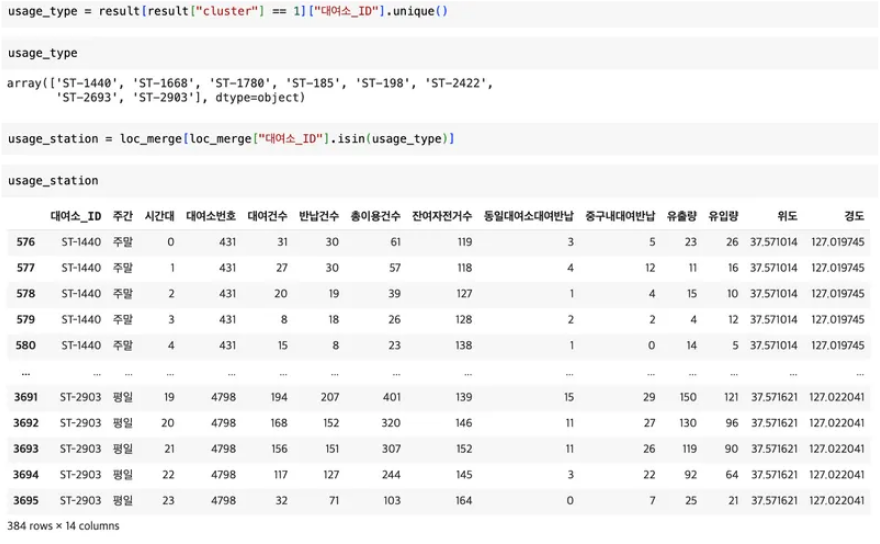 usage_type = result[result["cluster"] == 1]["대여소_ID"].unique()
usage_type
array(['ST-1440', 'ST-1668', 'ST-1780', 'ST-185', 'ST-198', 'ST-2422',
'ST-2693', 'ST-2903'], dtype=object)
usage_station = loc_merge[loc_merge["대여소_ID"].isin(usage_type)]
usage_station
대여소_ID 주간 시간대 대여소번호 대여건수 반납건수 총이용건수 잔여자전거수 동일대여소대여반납 중구내대여반납 유출량 유입량 위도 경도
576 ST-1440 주말 0 431 31 30 61 119 3 5 23 26 37.571014 127.019745
577 ST-1440 주말 1 431 27 30 57 118 4 12 11 16 37.571014 127.019745
578 ST-1440 주말 2 431 20 19 39 127 1 4 15 10 37.571014 127.019745
579 ST-1440 주말 3 431 8 18 26 128 2 2 4 12 37.571014 127.019745
580 ST-1440 주말 4 431 15 8 23 138 1 0 14 5 37.571014 127.019745
... ... ... ... ... ... ... ... ... ... ... ... ... ... ...
3691 ST-2903 평일 19 4798 194 207 401 139 15 29 150 121 37.571621 127.022041
3692 ST-2903 평일 20 4798 168 152 320 146 11 27 130 96 37.571621 127.022041
3693 ST-2903 평일 21 4798 156 151 307 152 11 26 119 90 37.571621 127.022041
3694 ST-2903 평일 22 4798 117 127 244 145 3 22 92 64 37.571621 127.022041
3695 ST-2903 평일 23 4798 32 71 103 164 0 7 25 21 37.571621 127.022041
384 rows × 14 columns